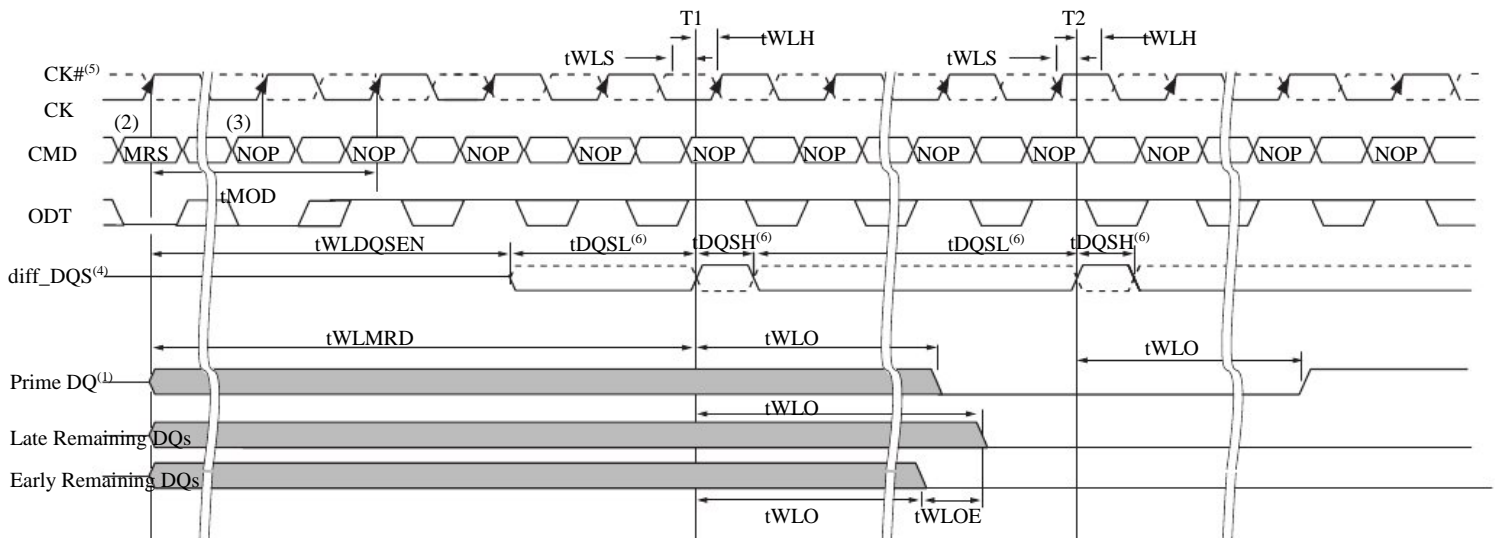 T1 T2
tWLH tWLH
tWLS tWLS
CK#(5)
CK
(2) (3)
CMD MRS NOP NOP NOP NOP NOP NOP NOP NOP NOP NOP NOP
tMOD
ODT
tWLDQSEN tDQSL(6) tDQSH(6) tDQSL(6) tDQSH(6)
diff_DQS(4)
tWLMRD tWLO tWLO
Prime DQ(1)
tWLO
Late Remaining DQs
Early Remaining DQs
tWLO tWLOE